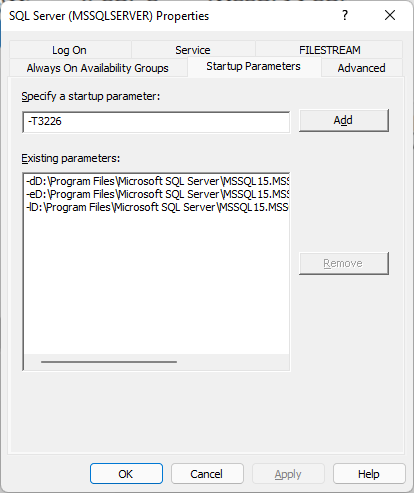 SQL Server (MSSQLSERVER) Properties ? ×
Log On Service FILESTREAM
Always On Availability Groups Startup Parameters Advanced
Specify a startup parameter:
-T3226 Add
Existing parameters:
-dD:\Program Files\Microsoft SQL Server\MSSQL15.MSS
-eD:\Program Files\Microsoft SQL Server\MSSQL15.MSS
-lD:\Program Files\Microsoft SQL Server\MSSQL15.MSS
Remove
OK Cancel Apply Help